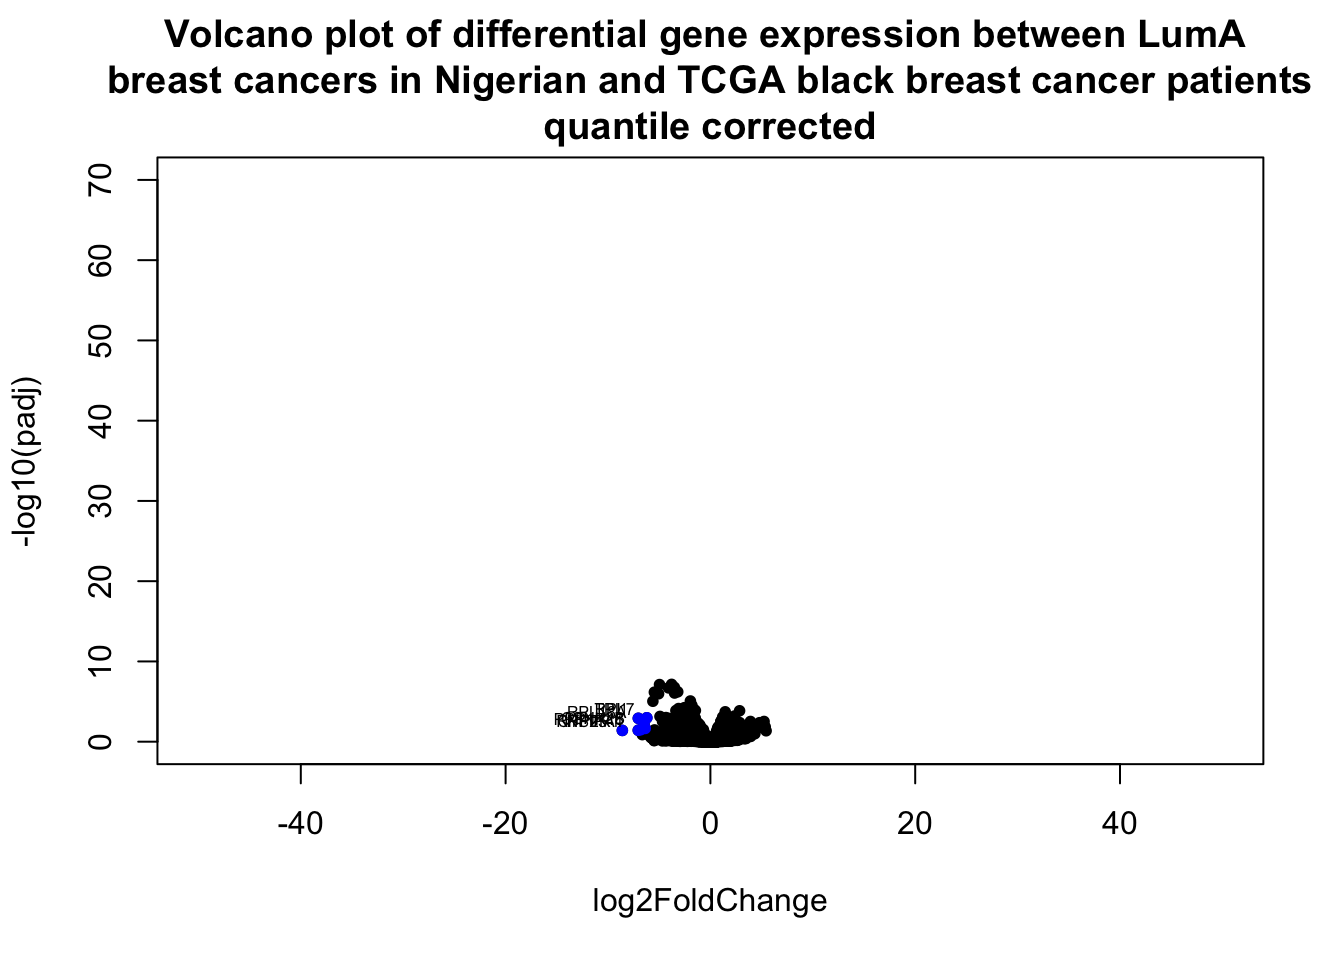 Volcano plot of differential gene expression between LumA
breast cancers in Nigerian and TCGA black breast cancer patients
quantile corrected
70
60
50
40
30
20
10
0
-log10(padj)
-40 -20 0 20 40
log2FoldChange